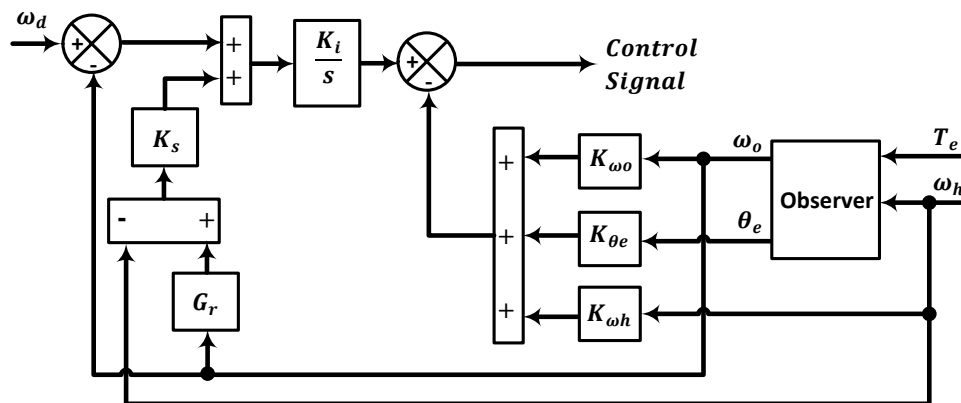 ω_d
+
-
+
+
K_i
s
+
-
Control
Signal
K_s
-
+
G_r
+
+
+
K_ωo
K_θe
K_ωh
ω_o
θ_e
Observer
T_e
ω_h